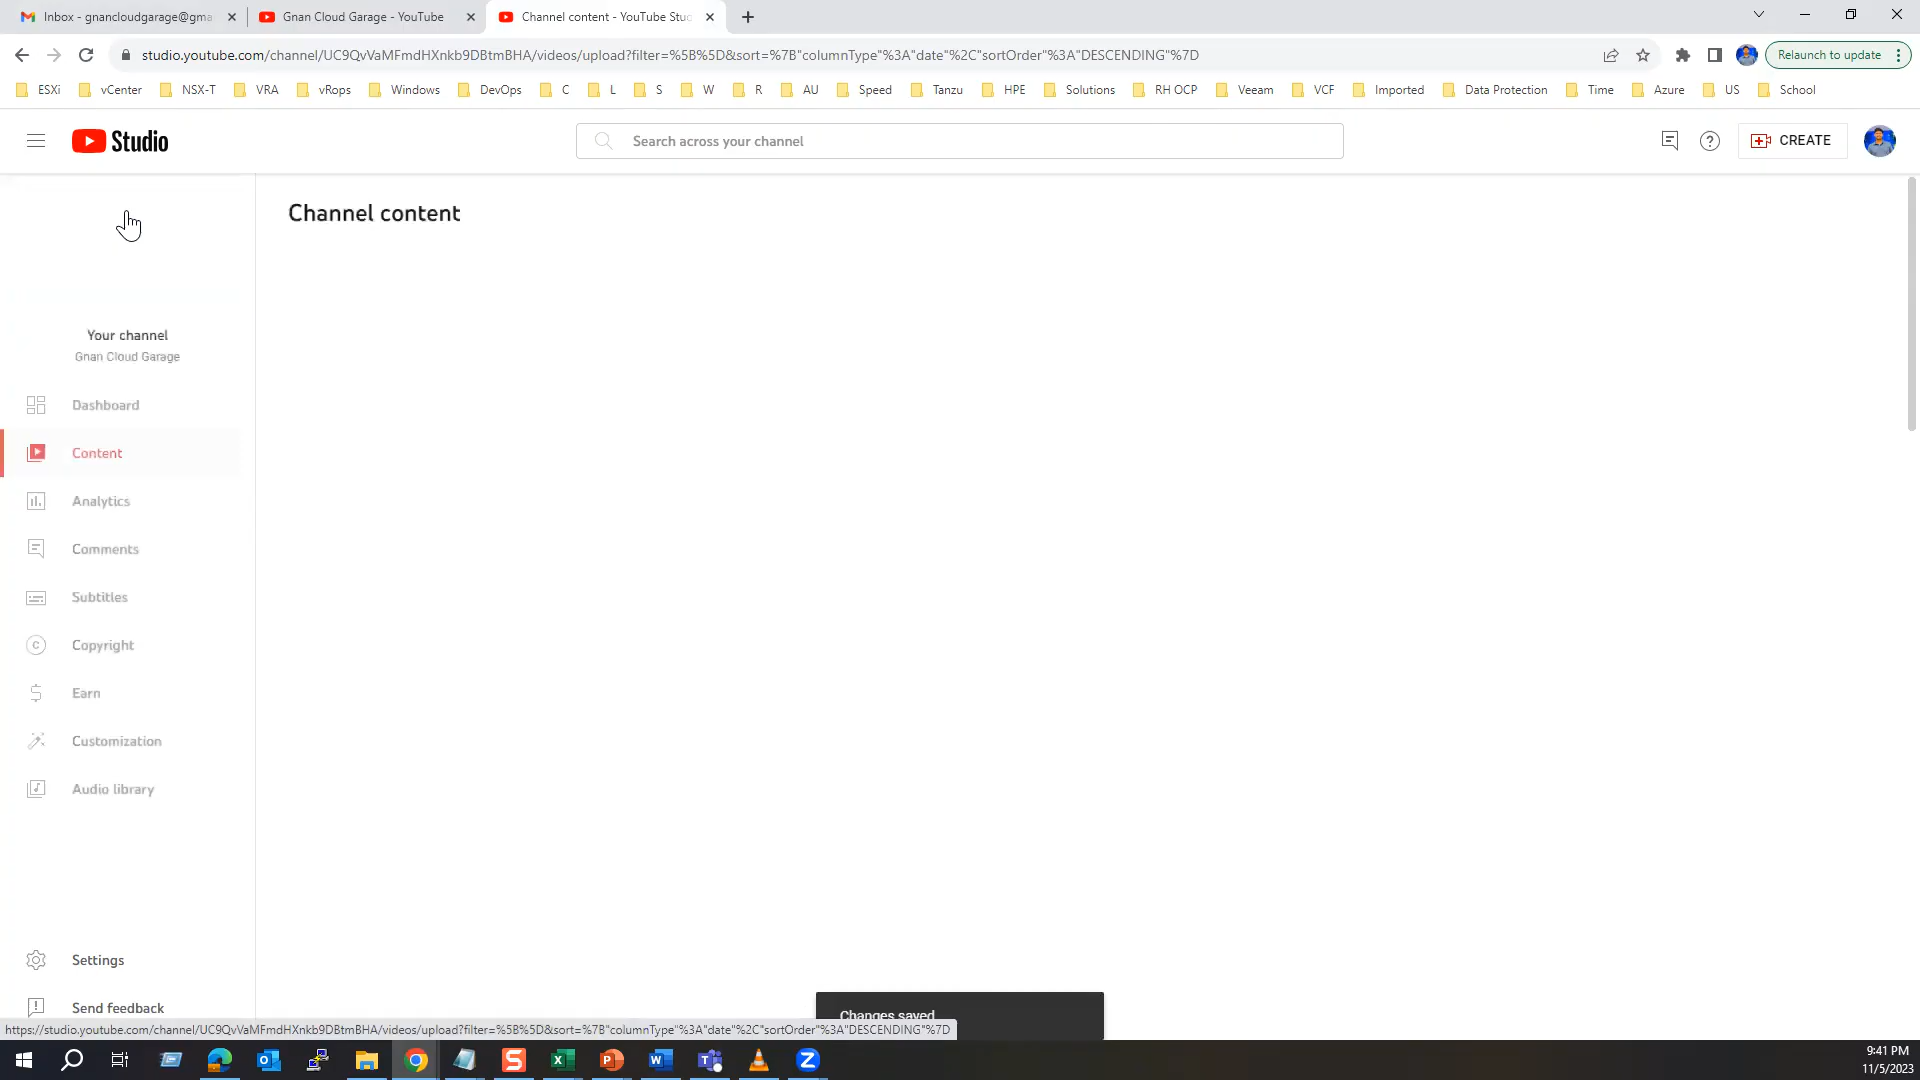 Inbox - gnancloudgarage@gma
Gnan Cloud Garage - YouTube
Channel content - YouTube Stu
studio.youtube.com/channel/UC9QvVaMFmdHXnkb9DBtmBHA/videos/upload?filter=%5B%5D&sort=%7B"columnType"%3A"date"%2C"sortOrder"%3A"DESCENDING"%7D
Relaunch to update
ESXi vCenter NSX-T VRA vRops Windows DevOps C L S W R AU Speed Tanzu HPE Solutions RH OCP Veeam VCF Imported Data Protection Time Azure US School
Studio
Search across your channel
CREATE
Channel content
Your channel
Gnan Cloud Garage
Dashboard
Content
Analytics
Comments
Subtitles
Copyright
Earn
Customization
Audio library
Settings
Send feedback
Changes saved
https://studio.youtube.com/channel/UC9QvVaMFmdHXnkb9DBtmBHA/videos/upload?filter=%5B%5D&sort=%7B"columnType"%3A"date"%2C"sortOrder"%3A"DESCENDING"%7D
9:41 PM
11/5/2023